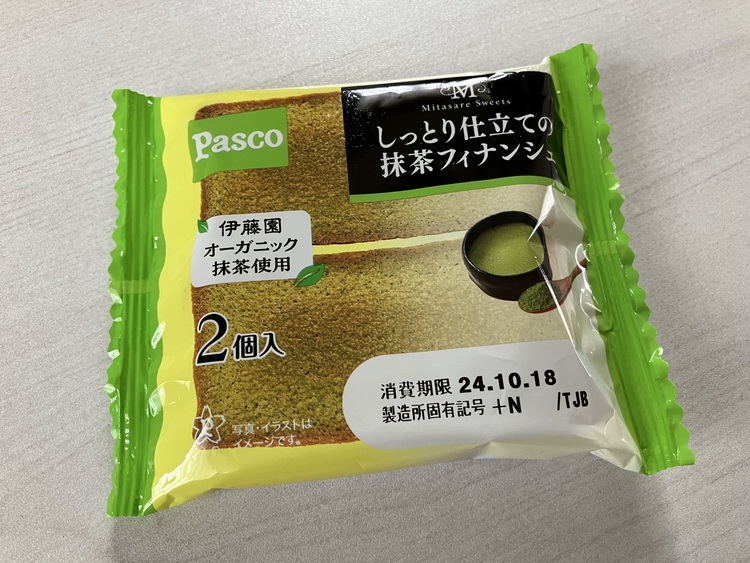 M
Mitasare Sweets
しっとり仕立ての
抹茶フィナンシェ
Pasco
伊藤園
オーガニック
抹茶使用
2個入
消費期限 24.10.18
製造所固有記号 +N /TJB
写真・イラストは
イメージです。